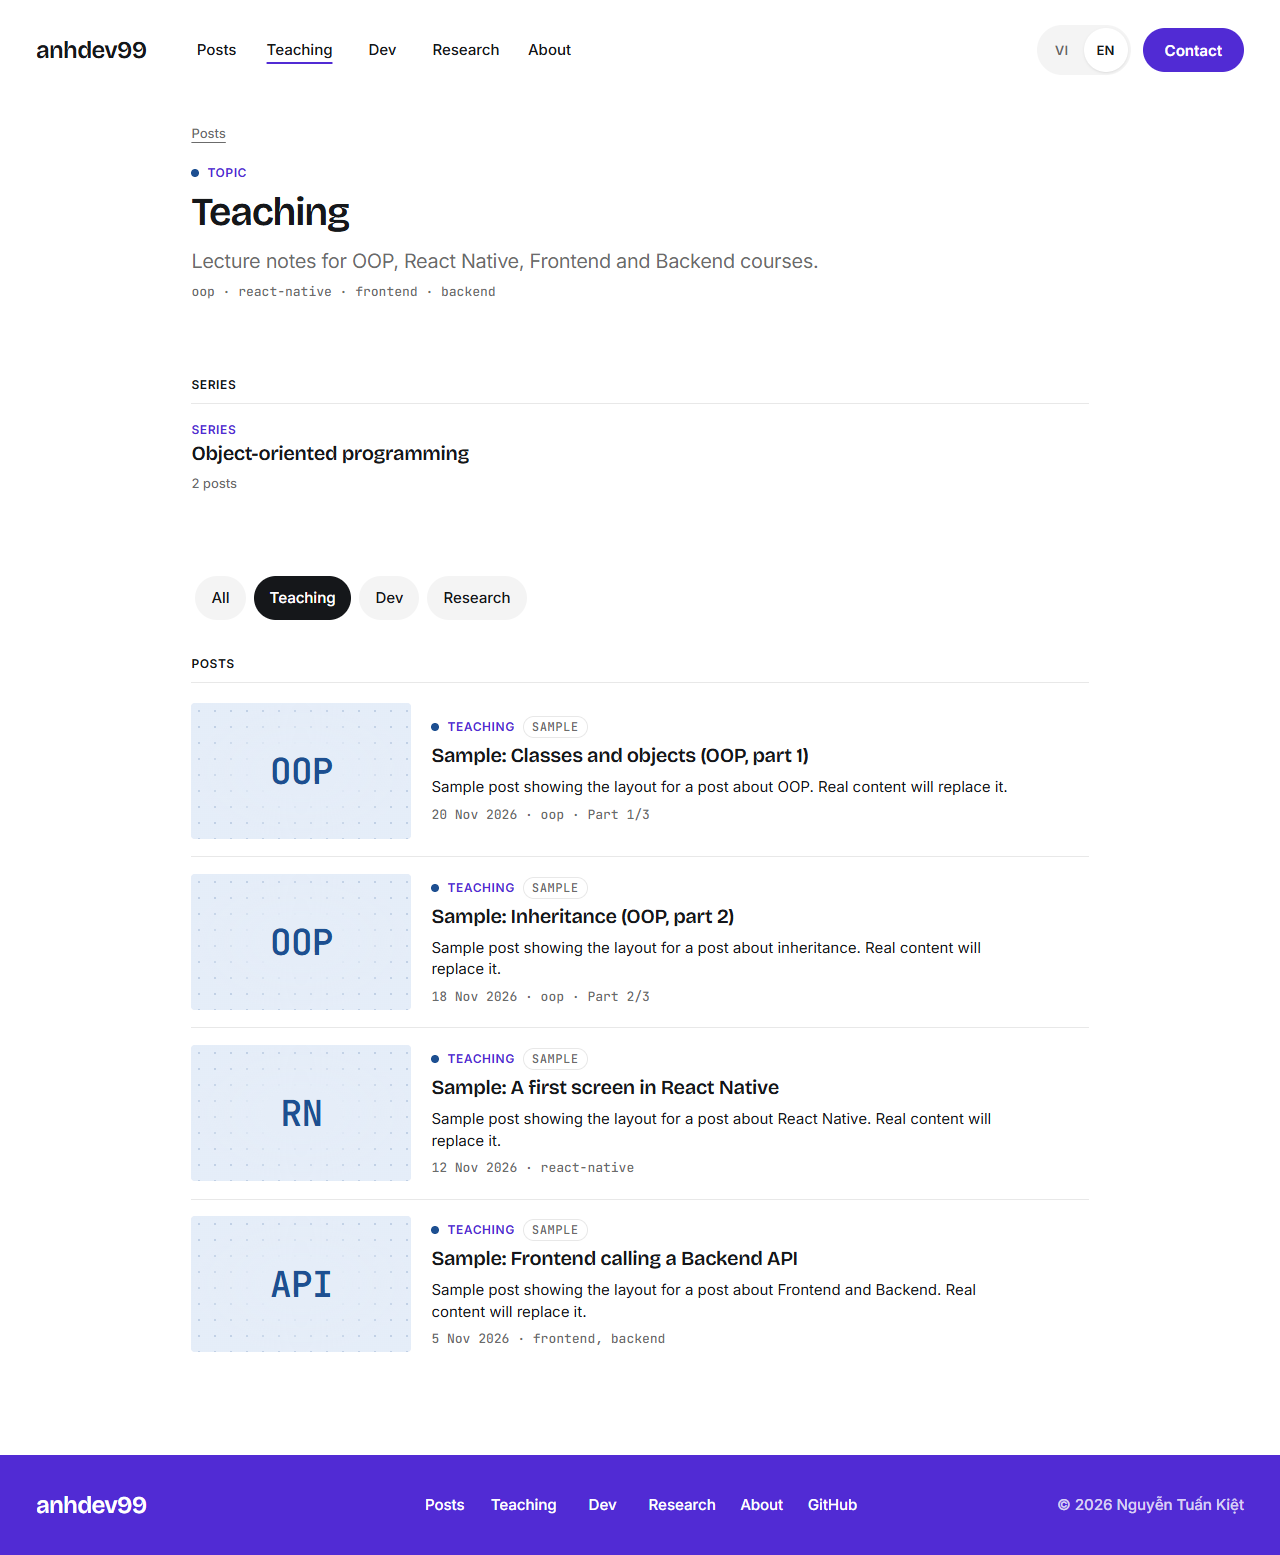 anhdev99
Posts Teaching Dev Research About
VI EN Contact
Posts
TOPIC
Teaching
Lecture notes for OOP, React Native, Frontend and Backend courses.
oop · react-native · frontend · backend
SERIES
SERIES
Object-oriented programming
2 posts
All Teaching Dev Research
POSTS
OOP
TEACHING SAMPLE
Sample: Classes and objects (OOP, part 1)
Sample post showing the layout for a post about OOP. Real content will replace it.
20 Nov 2026 · oop · Part 1/3
OOP
TEACHING SAMPLE
Sample: Inheritance (OOP, part 2)
Sample post showing the layout for a post about inheritance. Real content will
replace it.
18 Nov 2026 · oop · Part 2/3
RN
TEACHING SAMPLE
Sample: A first screen in React Native
Sample post showing the layout for a post about React Native. Real content will
replace it.
12 Nov 2026 · react-native
API
TEACHING SAMPLE
Sample: Frontend calling a Backend API
Sample post showing the layout for a post about Frontend and Backend. Real
content will replace it.
5 Nov 2026 · frontend, backend
anhdev99
Posts Teaching Dev Research About GitHub
© 2026 Nguyễn Tuấn Kiệt